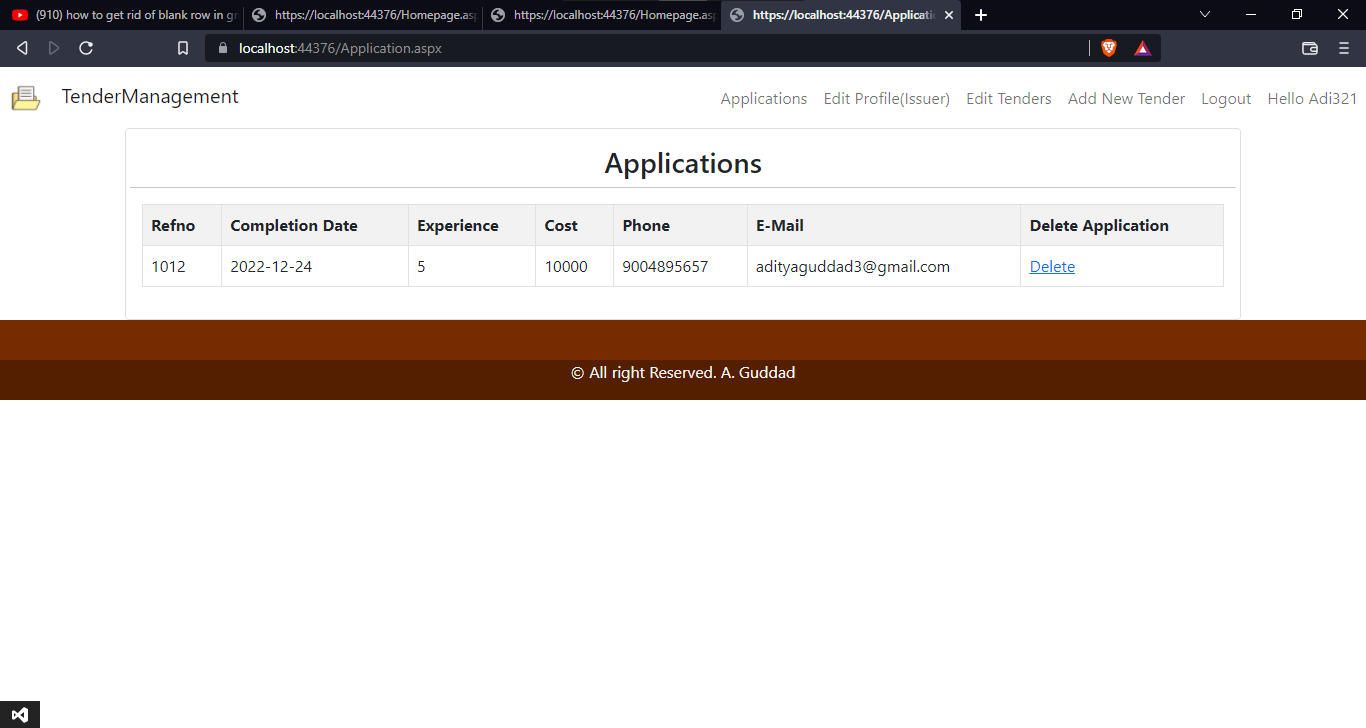 (910) how to get rid of blank row in gr
https://localhost:44376/Homepage.asp
https://localhost:44376/Homepage.asp
https://localhost:44376/Applicati
localhost:44376/Application.aspx
TenderManagement
Applications Edit Profile(Issuer) Edit Tenders Add New Tender Logout Hello Adi321
Applications
Refno Completion Date Experience Cost Phone E-Mail Delete Application
1012 2022-12-24 5 10000 9004895657 adityaguddad3@gmail.com Delete
© All right Reserved. A. Guddad